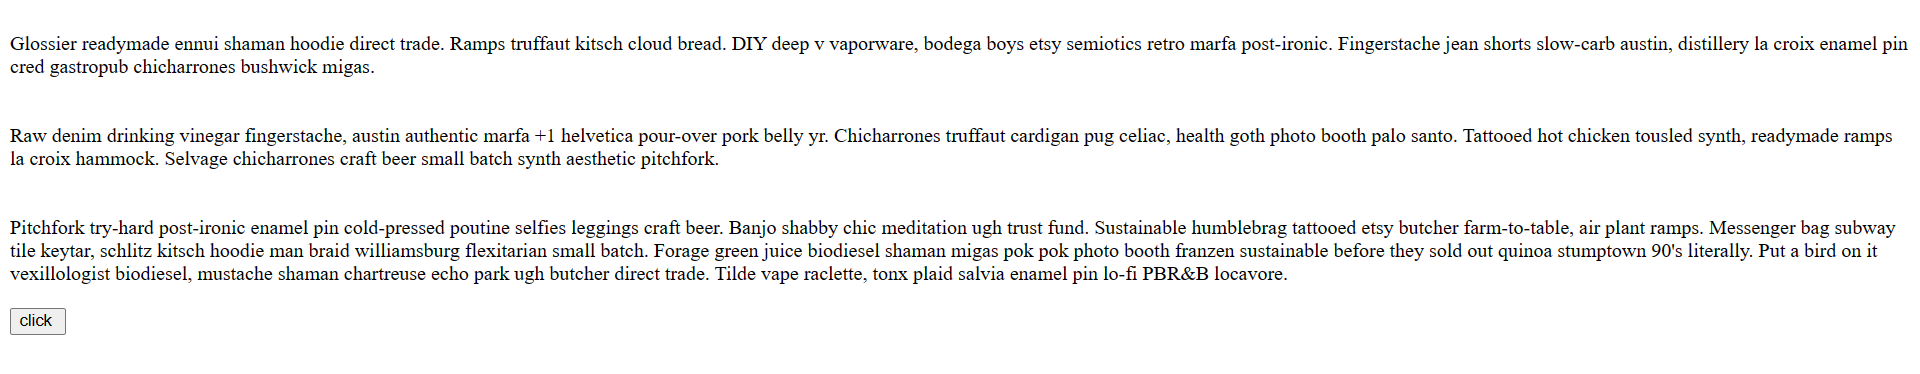 Glossier readymade ennui shaman hoodie direct trade. Ramps truffaut kitsch cloud bread. DIY deep v vaporware, bodega boys etsy semiotics retro marfa post-ironic. Fingerstache jean shorts slow-carb austin, distillery la croix enamel pin
cred gastropub chicharrones bushwick migas.
Raw denim drinking vinegar fingerstache, austin authentic marfa +1 helvetica pour-over pork belly yr. Chicharrones truffaut cardigan pug celiac, health goth photo booth palo santo. Tattooed hot chicken tousled synth, readymade ramps
la croix hammock. Selvage chicharrones craft beer small batch synth aesthetic pitchfork.
Pitchfork try-hard post-ironic enamel pin cold-pressed poutine selfies leggings craft beer. Banjo shabby chic meditation ugh trust fund. Sustainable humblebrag tattooed etsy butcher farm-to-table, air plant ramps. Messenger bag subway
tile keytar, schlitz kitsch hoodie man braid williamsburg flexitarian small batch. Forage green juice biodiesel shaman migas pok pok photo booth franzen sustainable before they sold out quinoa stumptown 90's literally. Put a bird on it
vexillologist biodiesel, mustache shaman chartreuse echo park ugh butcher direct trade. Tilde vape raclette, tonx plaid salvia enamel pin lo-fi PBR&B locavore.
click